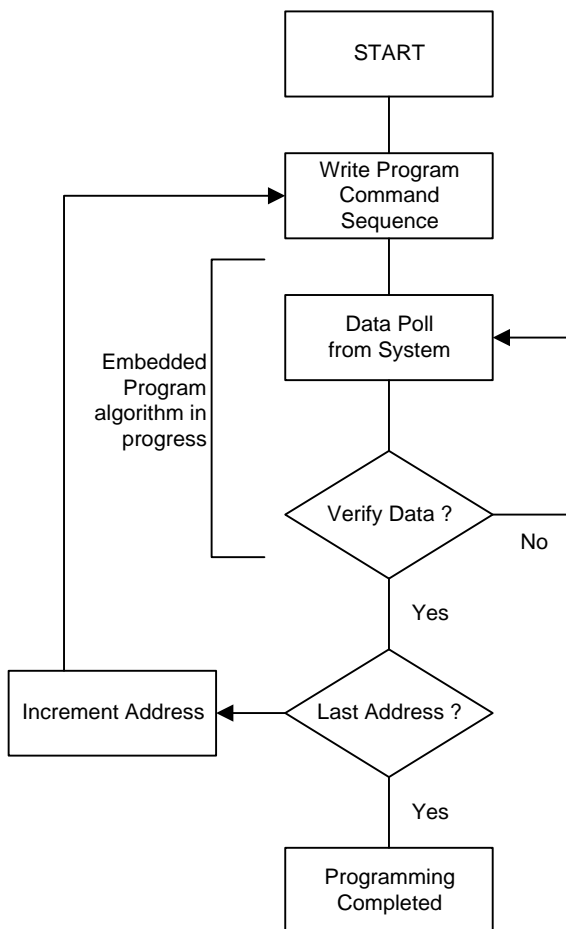 START
Write Program
Command
Sequence
Data Poll
from System
Embedded
Program
algorithm in
progress
Verify Data ?
No
Yes
Increment Address
Last Address ?
Yes
Programming
Completed